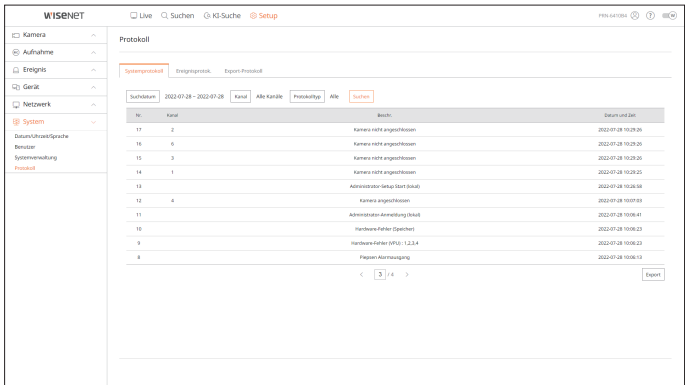 WISENET Live Suchen KI-Suche Setup PRN-6410B4
Kamera
Aufnahme
Ereignis
Gerät
Netzwerk
System
Datum/Uhrzeit/Sprache
Benutzer
Systemverwaltung
Protokoll
Protokoll
Systemprotokoll Ereignisprotok. Export-Protokoll
Suchdatum 2022-07-28 ~ 2022-07-28 Kanal Alle Kanäle Protokolltyp Alle Suchen
Nr. Kanal Beschr. Datum und Zeit
17 2 Kamera nicht angeschlossen 2022-07-28 10:29:26
16 6 Kamera nicht angeschlossen 2022-07-28 10:29:26
15 3 Kamera nicht angeschlossen 2022-07-28 10:29:26
14 1 Kamera nicht angeschlossen 2022-07-28 10:29:25
13 Administrator-Setup Start (lokal) 2022-07-28 10:26:58
12 4 Kamera angeschlossen 2022-07-28 10:07:03
11 Administrator-Anmeldung (lokal) 2022-07-28 10:06:41
10 Hardware-Fehler (Speicher) 2022-07-28 10:06:23
9 Hardware-Fehler (VPU) : 1,2,3,4 2022-07-28 10:06:23
8 Piepsen Alarmausgang 2022-07-28 10:06:13
< 3 / 4 > Export